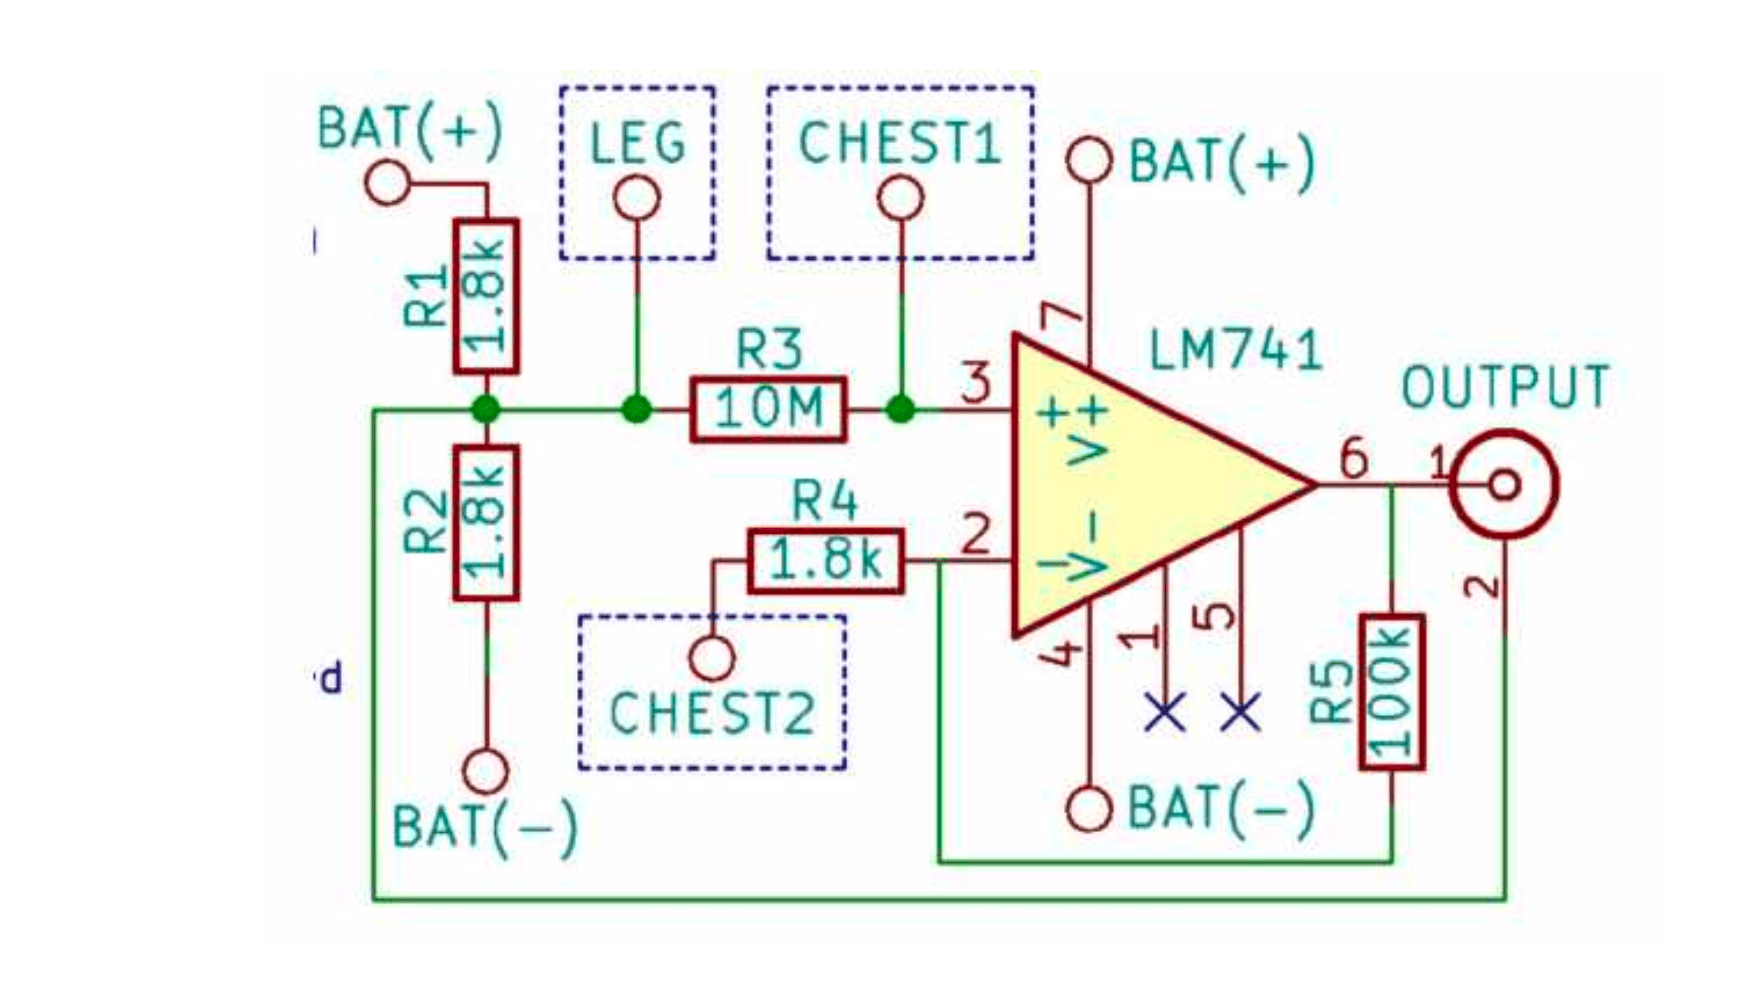 BAT(+)
LEG
CHEST1
BAT(+)
R1
1.8k
7
LM741
R3
10M
3
OUTPUT
++
V
6
1
R2
1.8k
R4
1.8k
2
-
-V
4
1
5
2
R5
100k
d
CHEST2
BAT(-)
BAT(-)